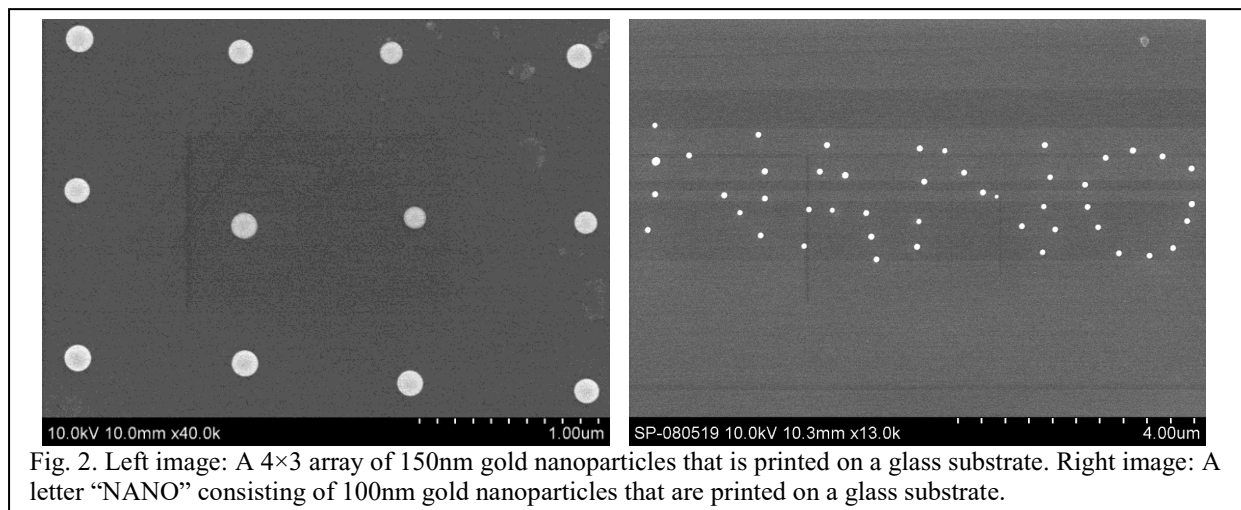 10.0kV 10.0mm x40.0k 1.00um
SP-080519 10.0kV 10.3mm x13.0k 4.00um
Fig. 2. Left image: A 4×3 array of 150nm gold nanoparticles that is printed on a glass substrate. Right image: A
letter “NANO” consisting of 100nm gold nanoparticles that are printed on a glass substrate.